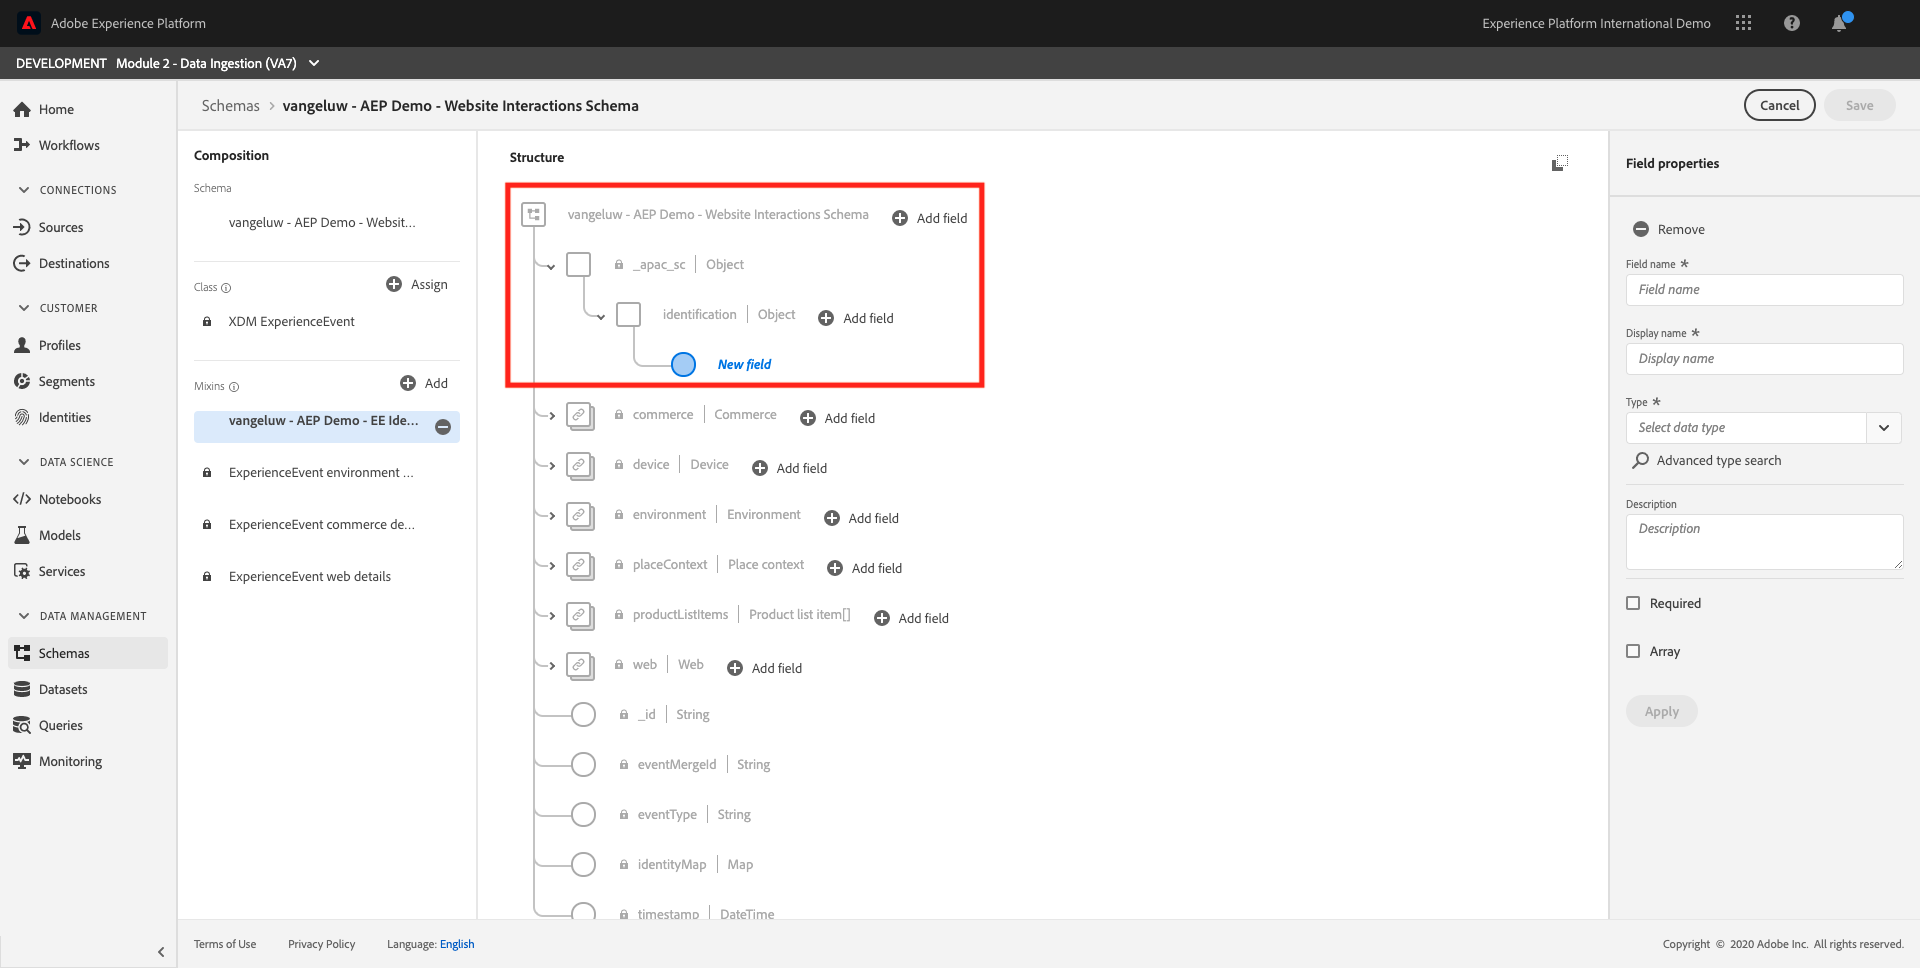 Adobe Experience Platform
Experience Platform International Demo
DEVELOPMENT Module 2 - Data Ingestion (VA7)
Home
Workflows
CONNECTIONS
Sources
Destinations
CUSTOMER
Profiles
Segments
Identities
DATA SCIENCE
Notebooks
Models
Services
DATA MANAGEMENT
Schemas
Datasets
Queries
Monitoring
Schemas > vangeluw - AEP Demo - Website Interactions Schema
Cancel
Save
Composition
Schema
vangeluw - AEP Demo - Websit...
Class
Assign
XDM ExperienceEvent
Mixins
Add
vangeluw - AEP Demo - EE Ide...
ExperienceEvent environment ...
ExperienceEvent commerce de...
ExperienceEvent web details
Structure
vangeluw - AEP Demo - Website Interactions Schema Add field
_apac_sc | Object
identification | Object Add field
New field
commerce | Commerce Add field
device | Device Add field
environment | Environment Add field
placeContext | Place context Add field
productListItems | Product list item[] Add field
web | Web Add field
_id | String
eventMergeId | String
eventType | String
identityMap | Map
timestamp | DateTime
Field properties
Remove
Field name *
Field name
Display name *
Display name
Type *
Select data type
Advanced type search
Description
Description
Required
Array
Apply
Terms of Use Privacy Policy Language: English
Copyright © 2020 Adobe Inc. All rights reserved.